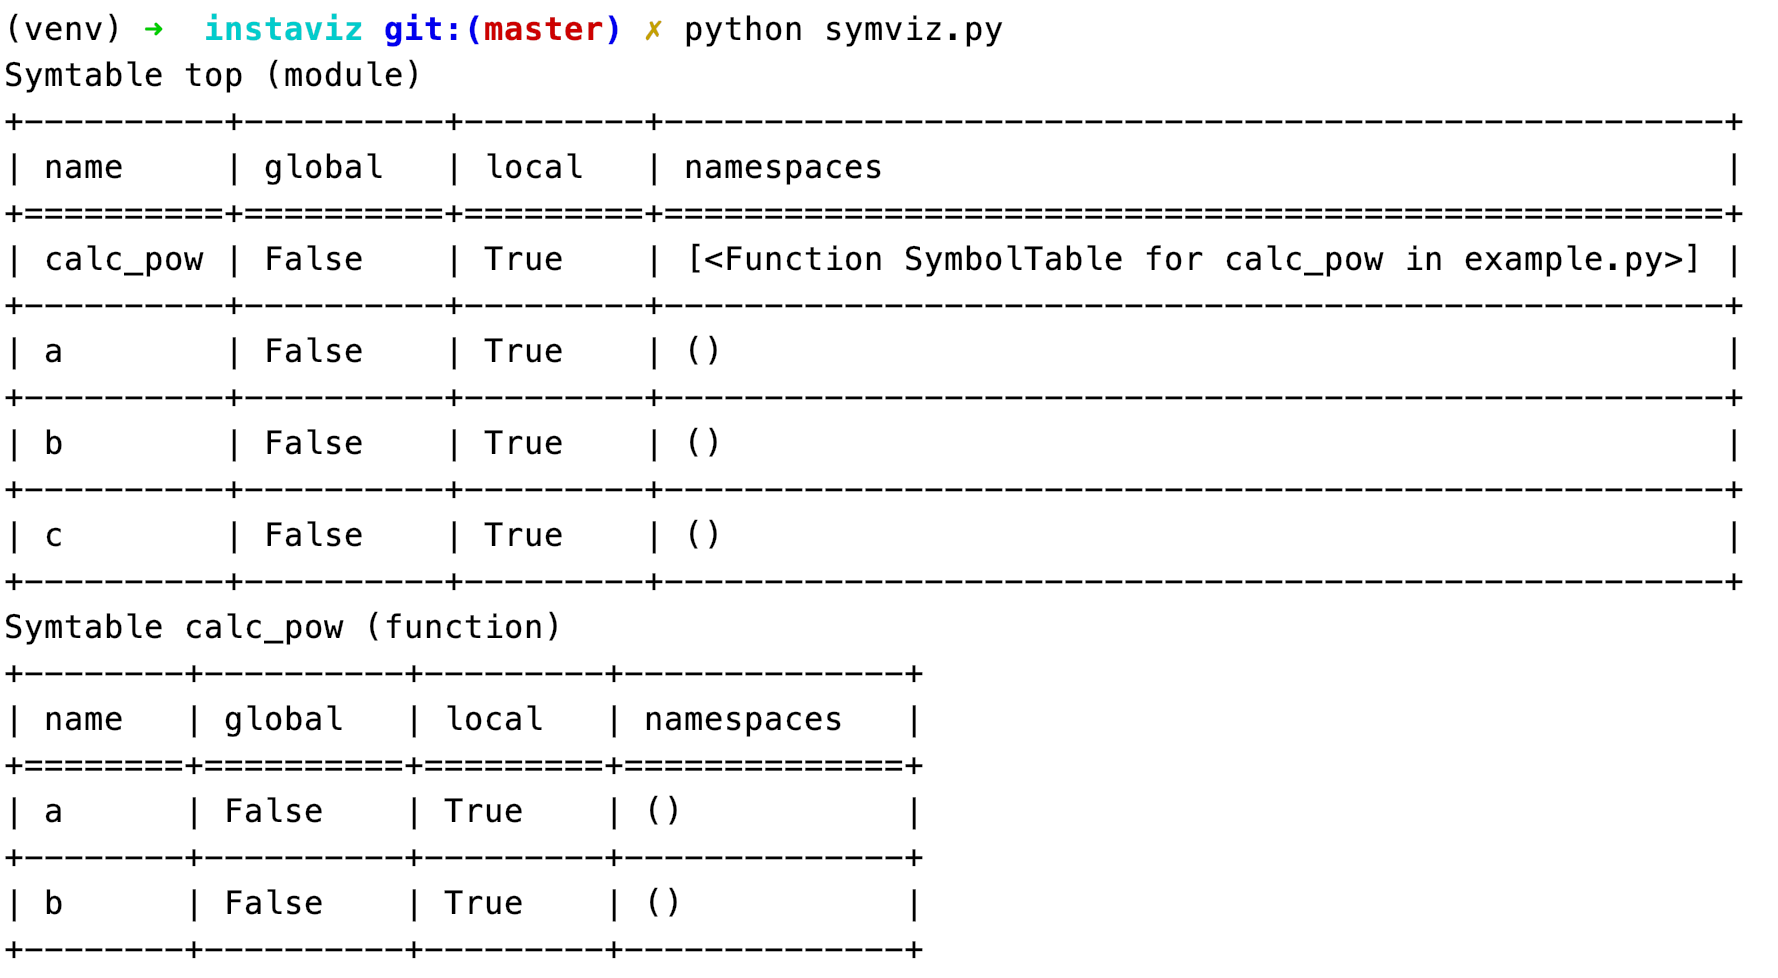 (venv) ➜  instaviz git:(master) ✗ python symviz.py
Symtable top (module)
+----------+----------+---------+-----------------------------------------------------+
| name     | global   | local   | namespaces                                          |
+==========+==========+=========+=====================================================+
| calc_pow | False    | True    | [<Function SymbolTable for calc_pow in example.py>] |
+----------+----------+---------+-----------------------------------------------------+
| a        | False    | True    | ()                                                  |
+----------+----------+---------+-----------------------------------------------------+
| b        | False    | True    | ()                                                  |
+----------+----------+---------+-----------------------------------------------------+
| c        | False    | True    | ()                                                  |
+----------+----------+---------+-----------------------------------------------------+
Symtable calc_pow (function)
+--------+----------+---------+--------------+
| name   | global   | local   | namespaces   |
+========+==========+=========+==============+
| a      | False    | True    | ()           |
+--------+----------+---------+--------------+
| b      | False    | True    | ()           |
+--------+----------+---------+--------------+